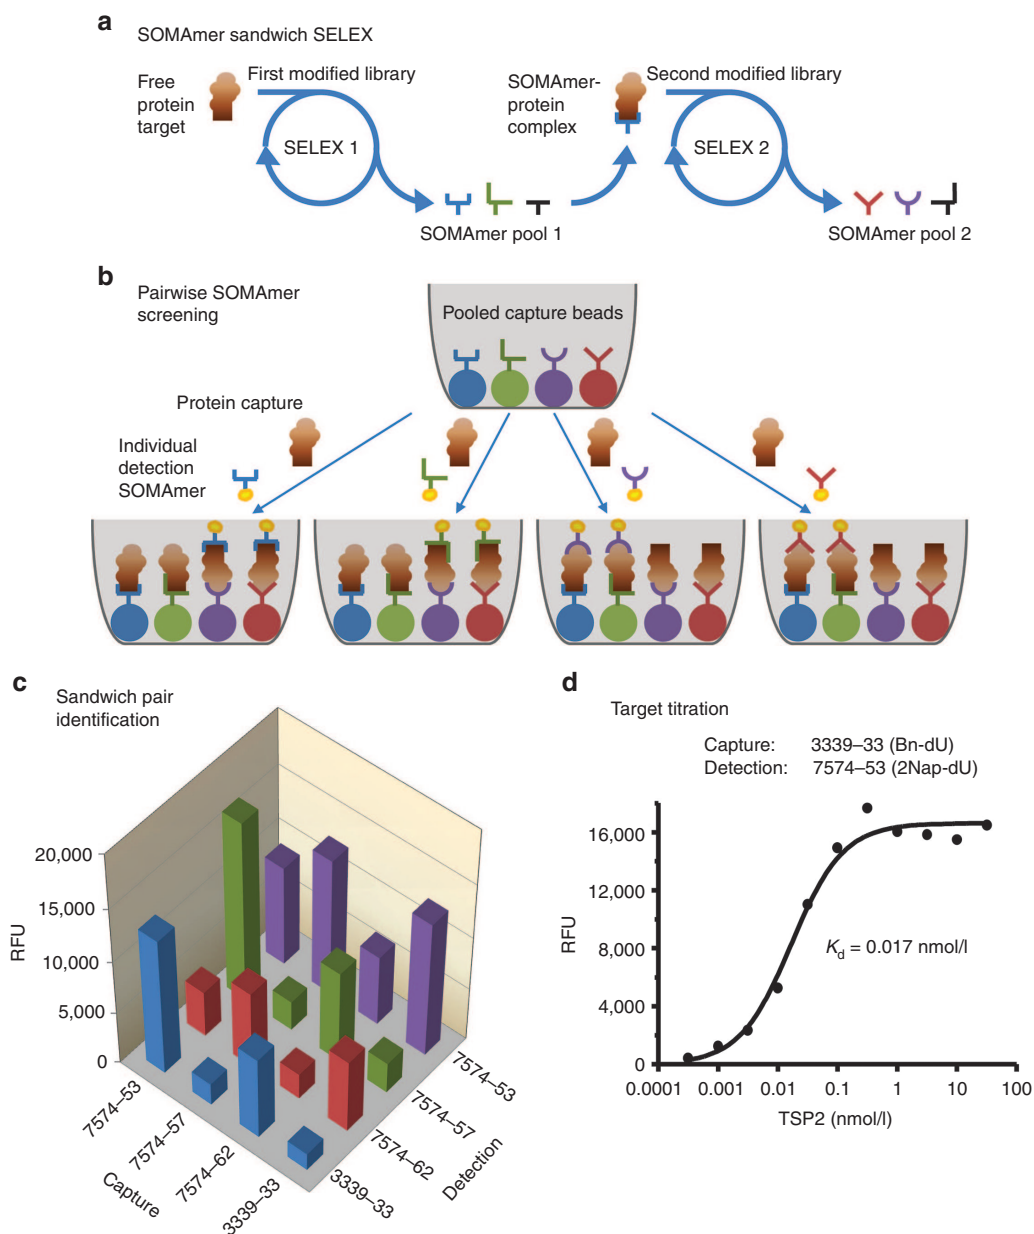 a
SOMAmer sandwich SELEX
Free
protein
target
First modified library
SELEX 1
SOMAmer pool 1
SOMAmer-
protein
complex
Second modified library
SELEX 2
SOMAmer pool 2
b
Pairwise SOMAmer
screening
Pooled capture beads
Protein capture
Individual
detection
SOMAmer
c
Sandwich pair
identification
20,000
15,000
10,000
5,000
0
RFU
7574–53
7574–57
7574–62
3339–33
Capture
7574–53
7574–57
7574–62
3339–33
Detection
d
Target titration
Capture: 3339–33 (Bn-dU)
Detection: 7574–53 (2Nap-dU)
16,000
12,000
8,000
4,000
0
RFU
Kd = 0.017 nmol/l
0.0001 0.001 0.01 0.1 1 10 100
TSP2 (nmol/l)